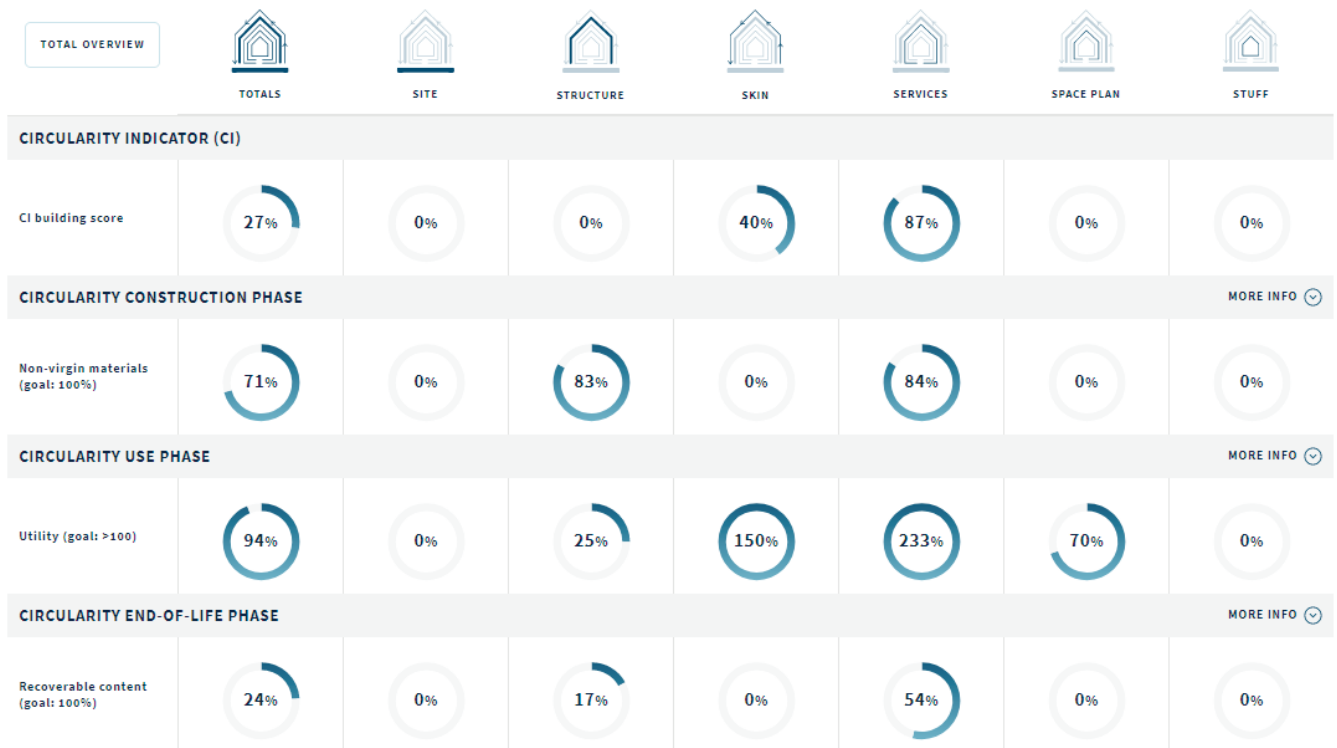 TOTAL OVERVIEW
TOTALS
SITE
STRUCTURE
SKIN
SERVICES
SPACE PLAN
STUFF
CIRCULARITY INDICATOR (CI)
CI building score
27%
0%
0%
40%
87%
0%
0%
CIRCULARITY CONSTRUCTION PHASE
MORE INFO
Non-virgin materials
(goal: 100%)
71%
0%
83%
0%
84%
0%
0%
CIRCULARITY USE PHASE
MORE INFO
Utility (goal: >100)
94%
0%
25%
150%
233%
70%
0%
CIRCULARITY END-OF-LIFE PHASE
MORE INFO
Recoverable content
(goal: 100%)
24%
0%
17%
0%
54%
0%
0%